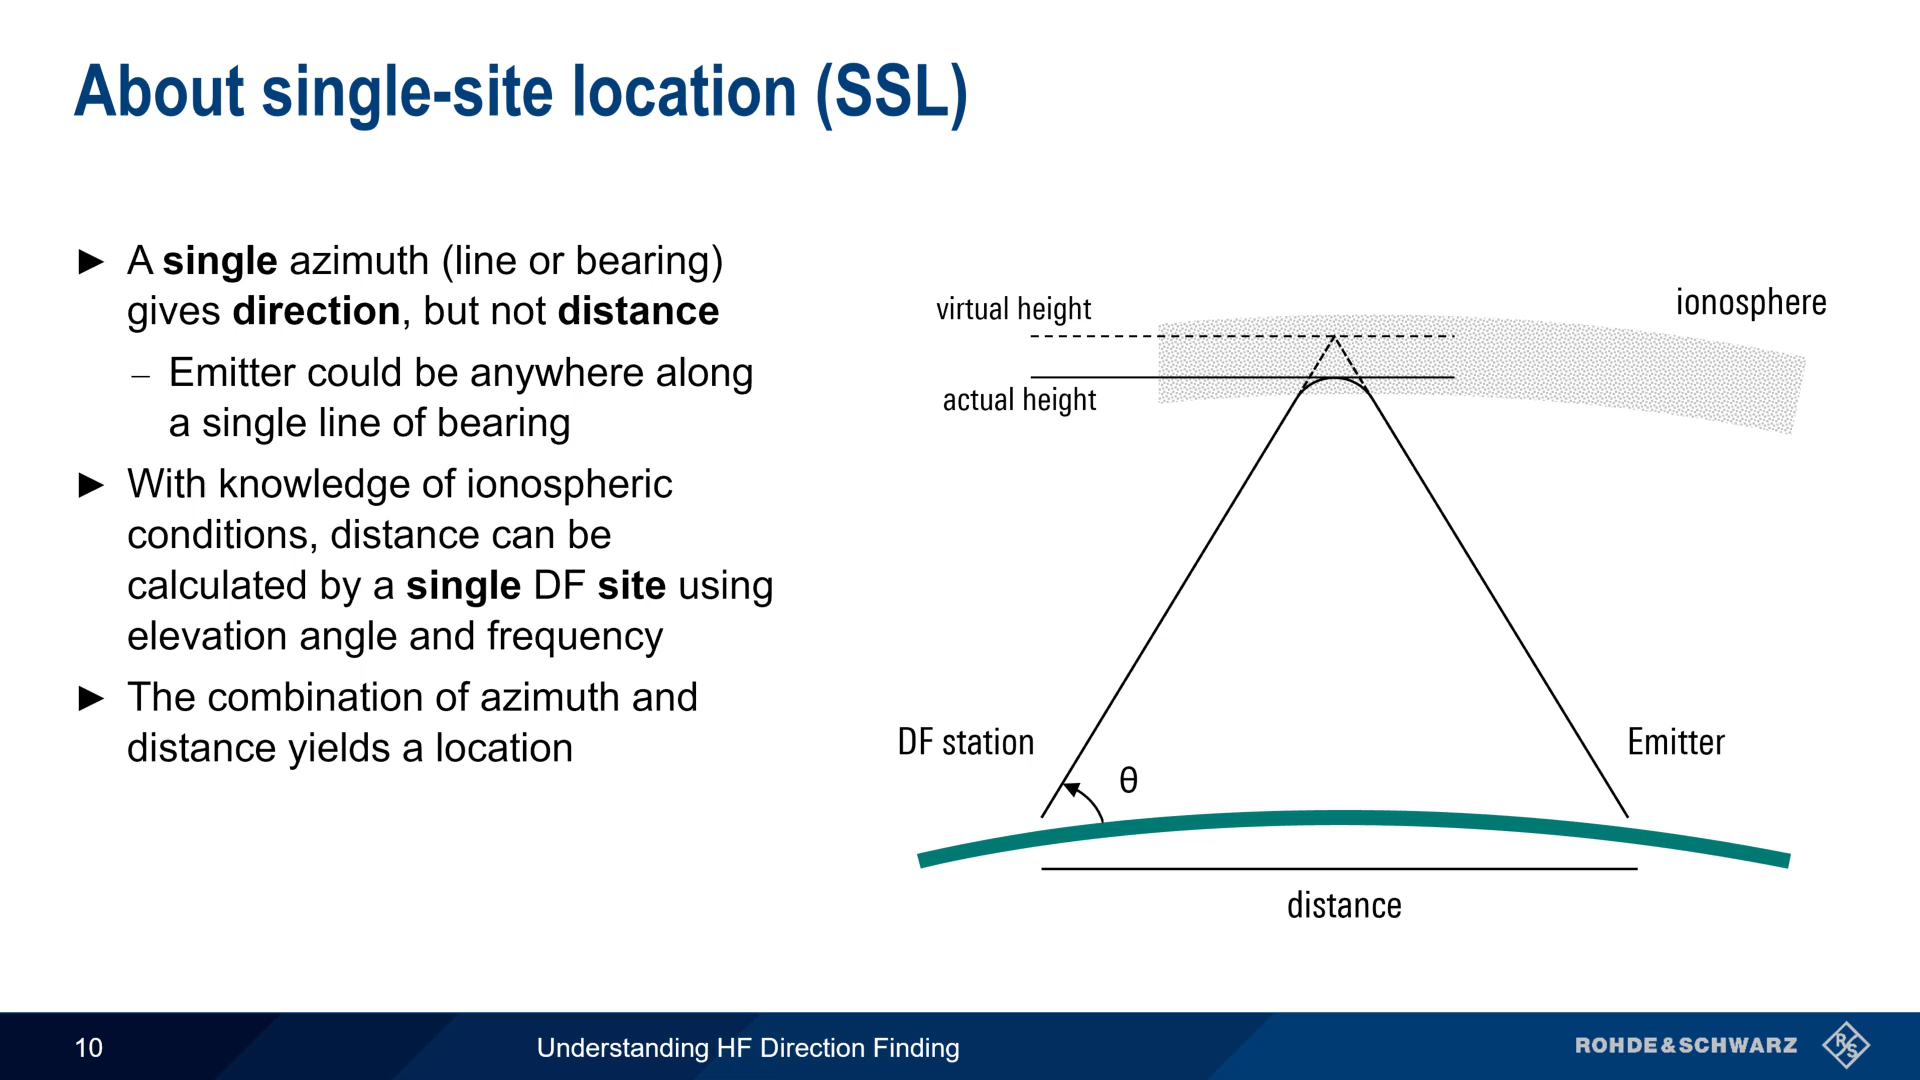 About single-site location (SSL)
► A single azimuth (line or bearing)
gives direction, but not distance
– Emitter could be anywhere along
a single line of bearing
► With knowledge of ionospheric
conditions, distance can be
calculated by a single DF site using
elevation angle and frequency
► The combination of azimuth and
distance yields a location
virtual height
ionosphere
actual height
DF station
Emitter
θ
distance
10
Understanding HF Direction Finding
ROHDE&SCHWARZ
R&S